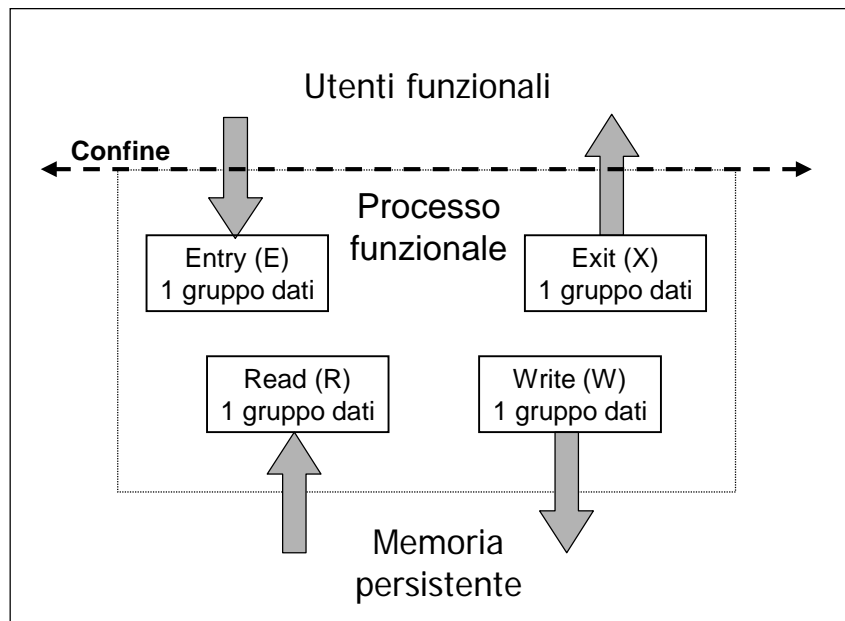 Utenti funzionali
Confine
Processo
funzionale
Entry (E)
1 gruppo dati
Exit (X)
1 gruppo dati
Read (R)
1 gruppo dati
Write (W)
1 gruppo dati
Memoria
persistente